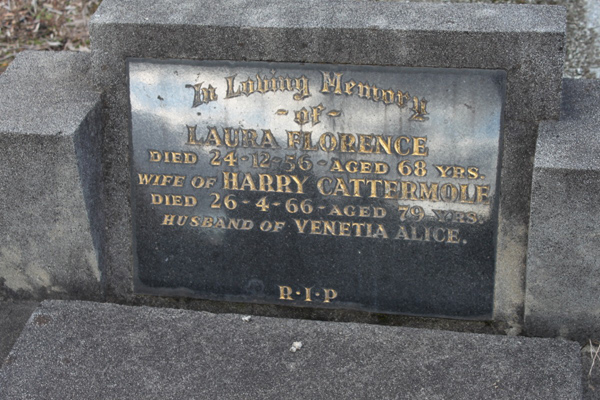 In Loving Memory
- of -
LAURA FLORENCE
DIED 24-12-56 - AGED 68 YRS.
WIFE OF HARRY CATTERMOLE
DIED 26-4-66 - AGED 79 YRS.
HUSBAND OF VENETIA ALICE.
R·I·P